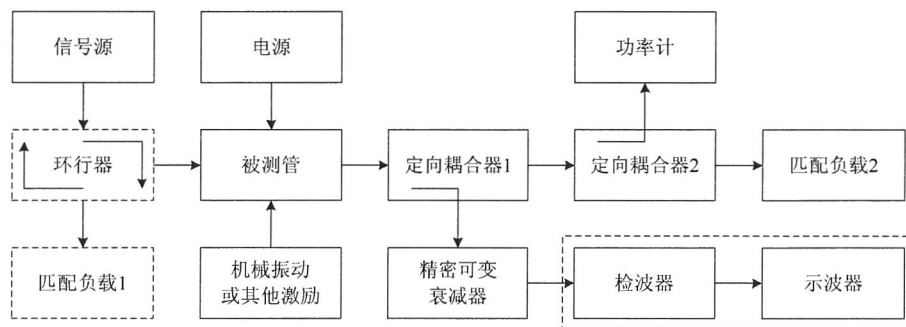 信号源
电源
功率计
环行器
被测管
定向耦合器1
定向耦合器2
匹配负载2
匹配负载1
机械振动
或其他激励
精密可变
衰减器
检波器
示波器